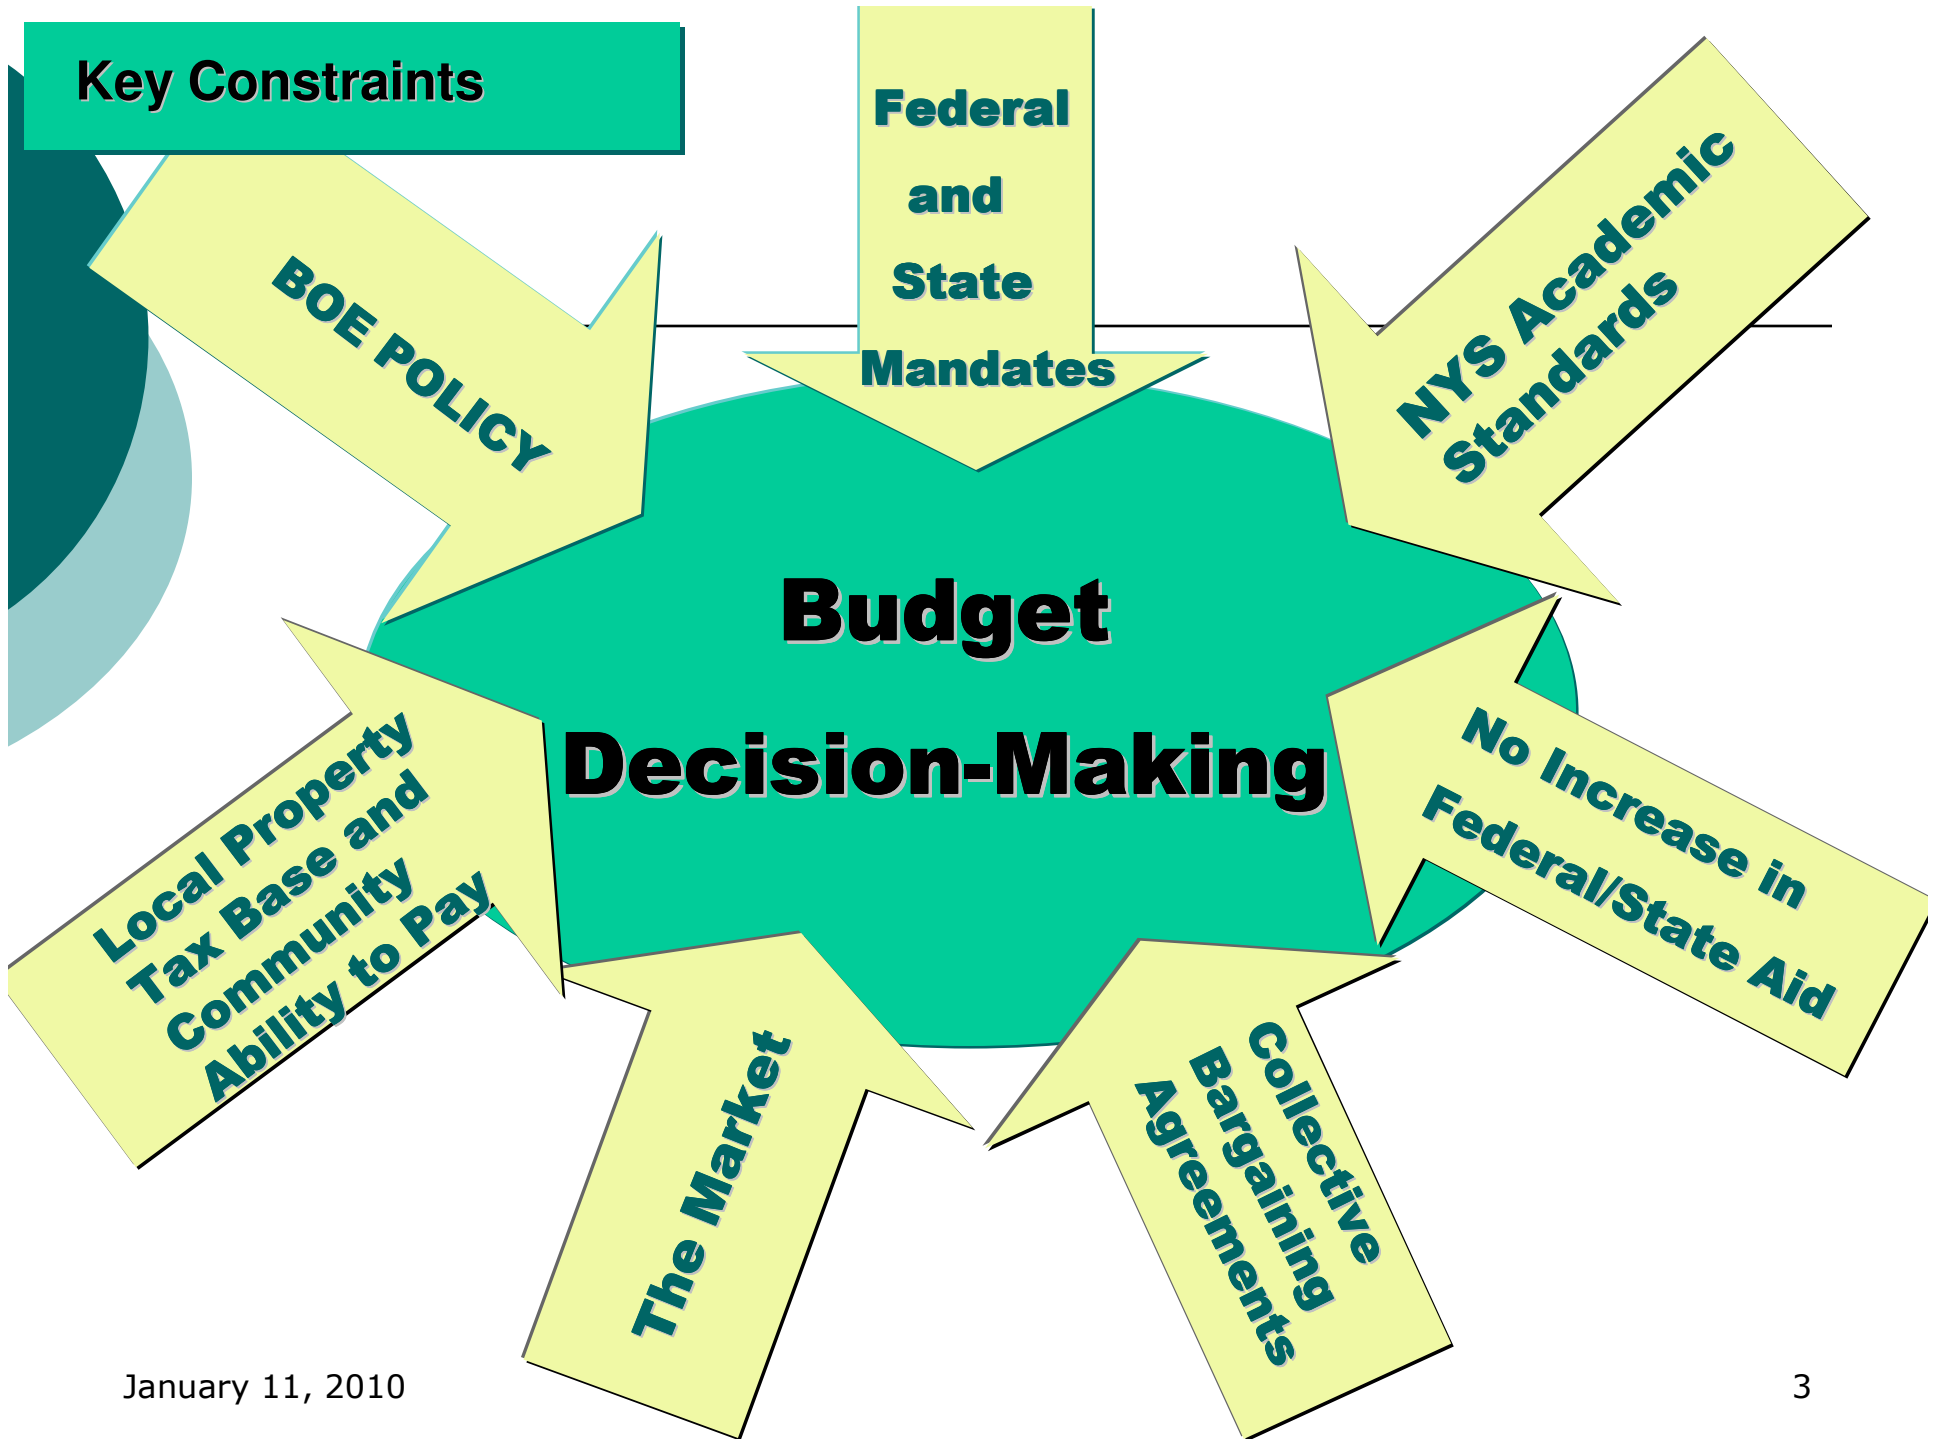 Key Constraints
Federal
and
State
Mandates
BOE POLICY
NYS Academic
Standards
Budget
Decision-Making
No Increase in
Federal/State Aid
Local Property
Tax Base and
Community
Ability to Pay
The Market
Collective
Bargaining
Agreements
January 11, 2010
3